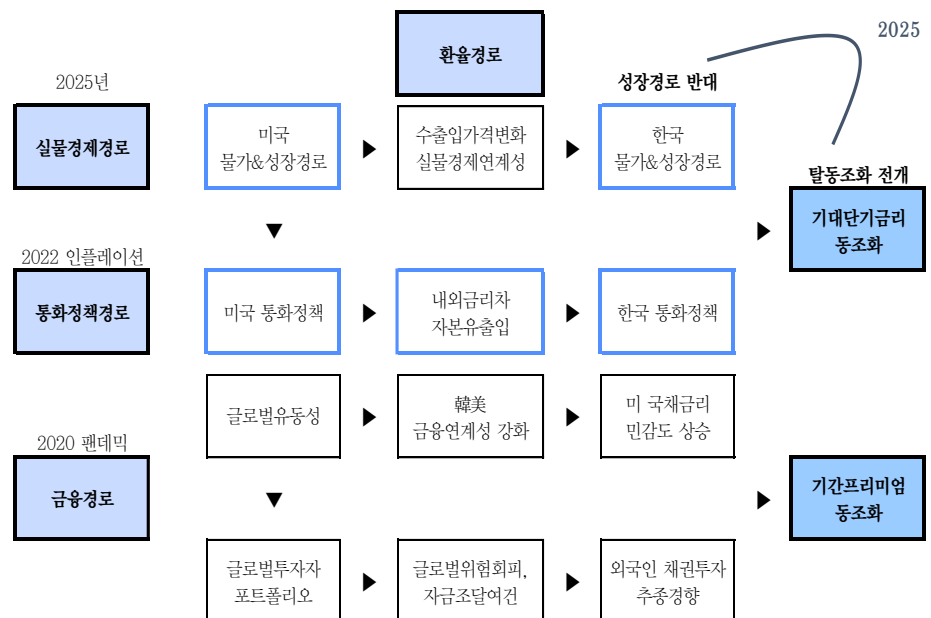 2025
환율경로
2025년
성장경로 반대
실물경제경로
미국
물가&성장경로
수출입가격변화
실물경제연계성
한국
물가&성장경로
탈동조화 전개
기대단기금리
동조화
2022 인플레이션
통화정책경로
미국 통화정책
내외금리차
자본유출입
한국 통화정책
글로벌유동성
韓美
금융연계성 강화
미 국채금리
민감도 상승
2020 팬데믹
금융경로
기간프리미엄
동조화
글로벌투자자
포트폴리오
글로벌위험회피,
자금조달여건
외국인 채권투자
추종경향